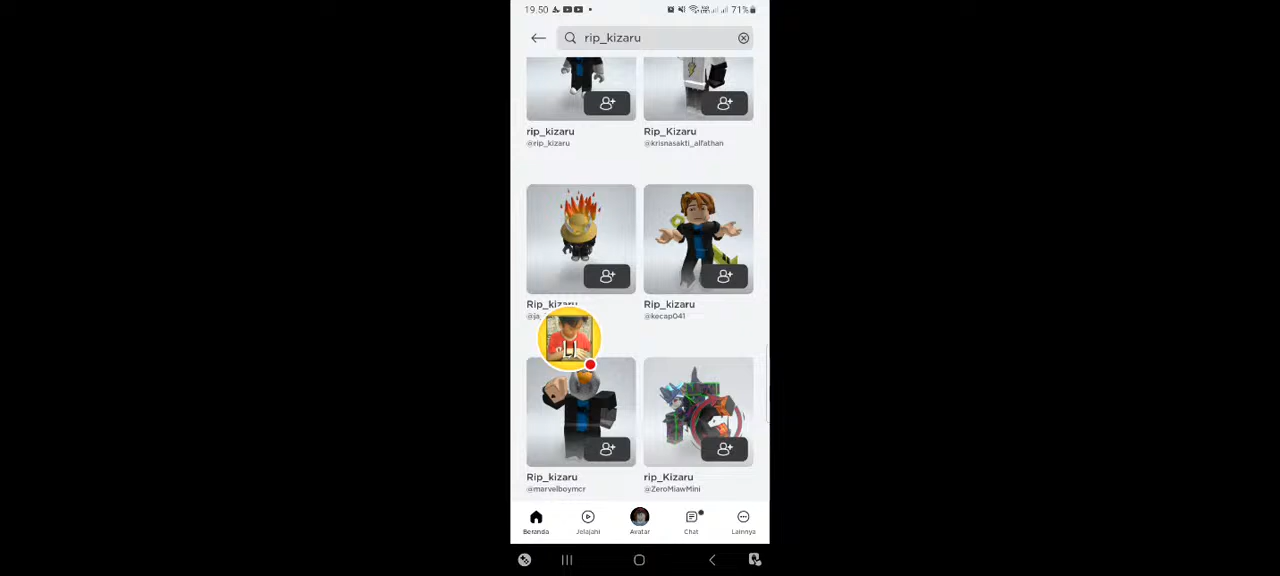 19.50
71%
rip_kizaru
rip_kizaru
Rip_Kizaru
@rip_kizaru
@krisnasakti_alfathan
Rip_kizaru
Rip_kizaru
@kecap041
LJ
Rip_kizaru
rip_Kizaru
@marvelboymcr
@ZeroMiawMini
Beranda
Jelajahi
Avatar
Chat
Lainnya